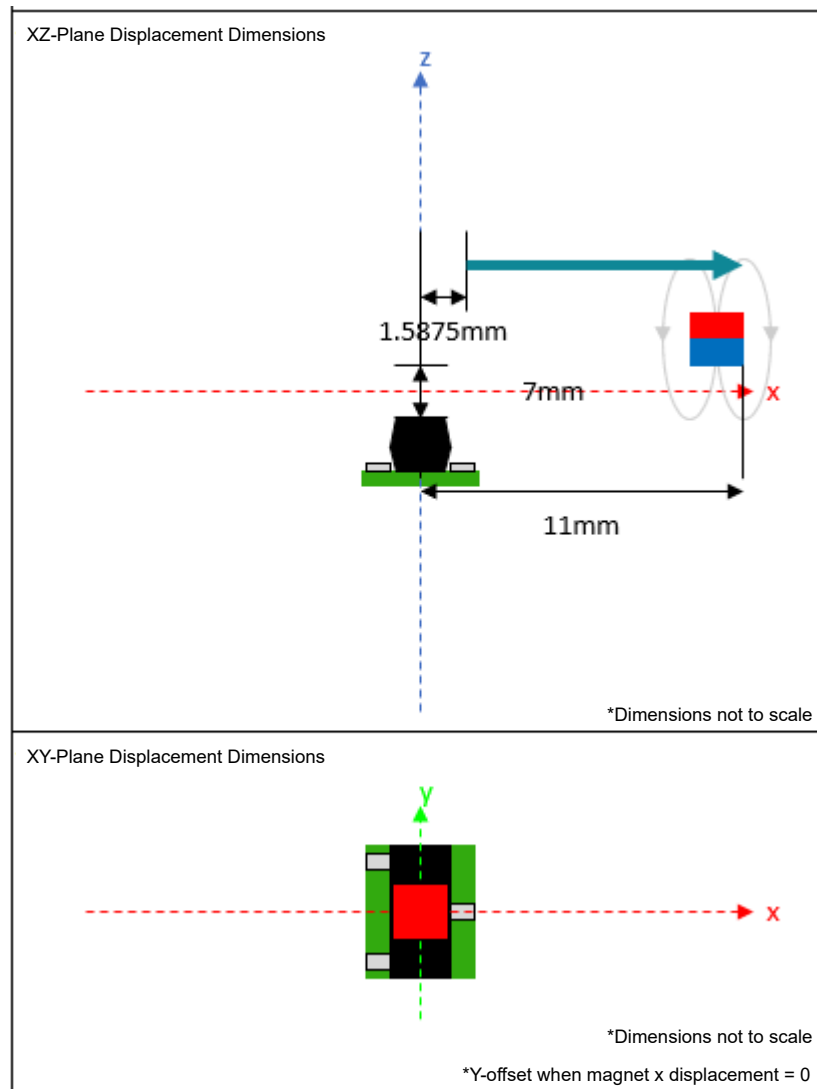 XZ-Plane Displacement Dimensions
z
1.5875mm
7mm
x
11mm
*Dimensions not to scale
XY-Plane Displacement Dimensions
y
x
*Dimensions not to scale
*Y-offset when magnet x displacement = 0